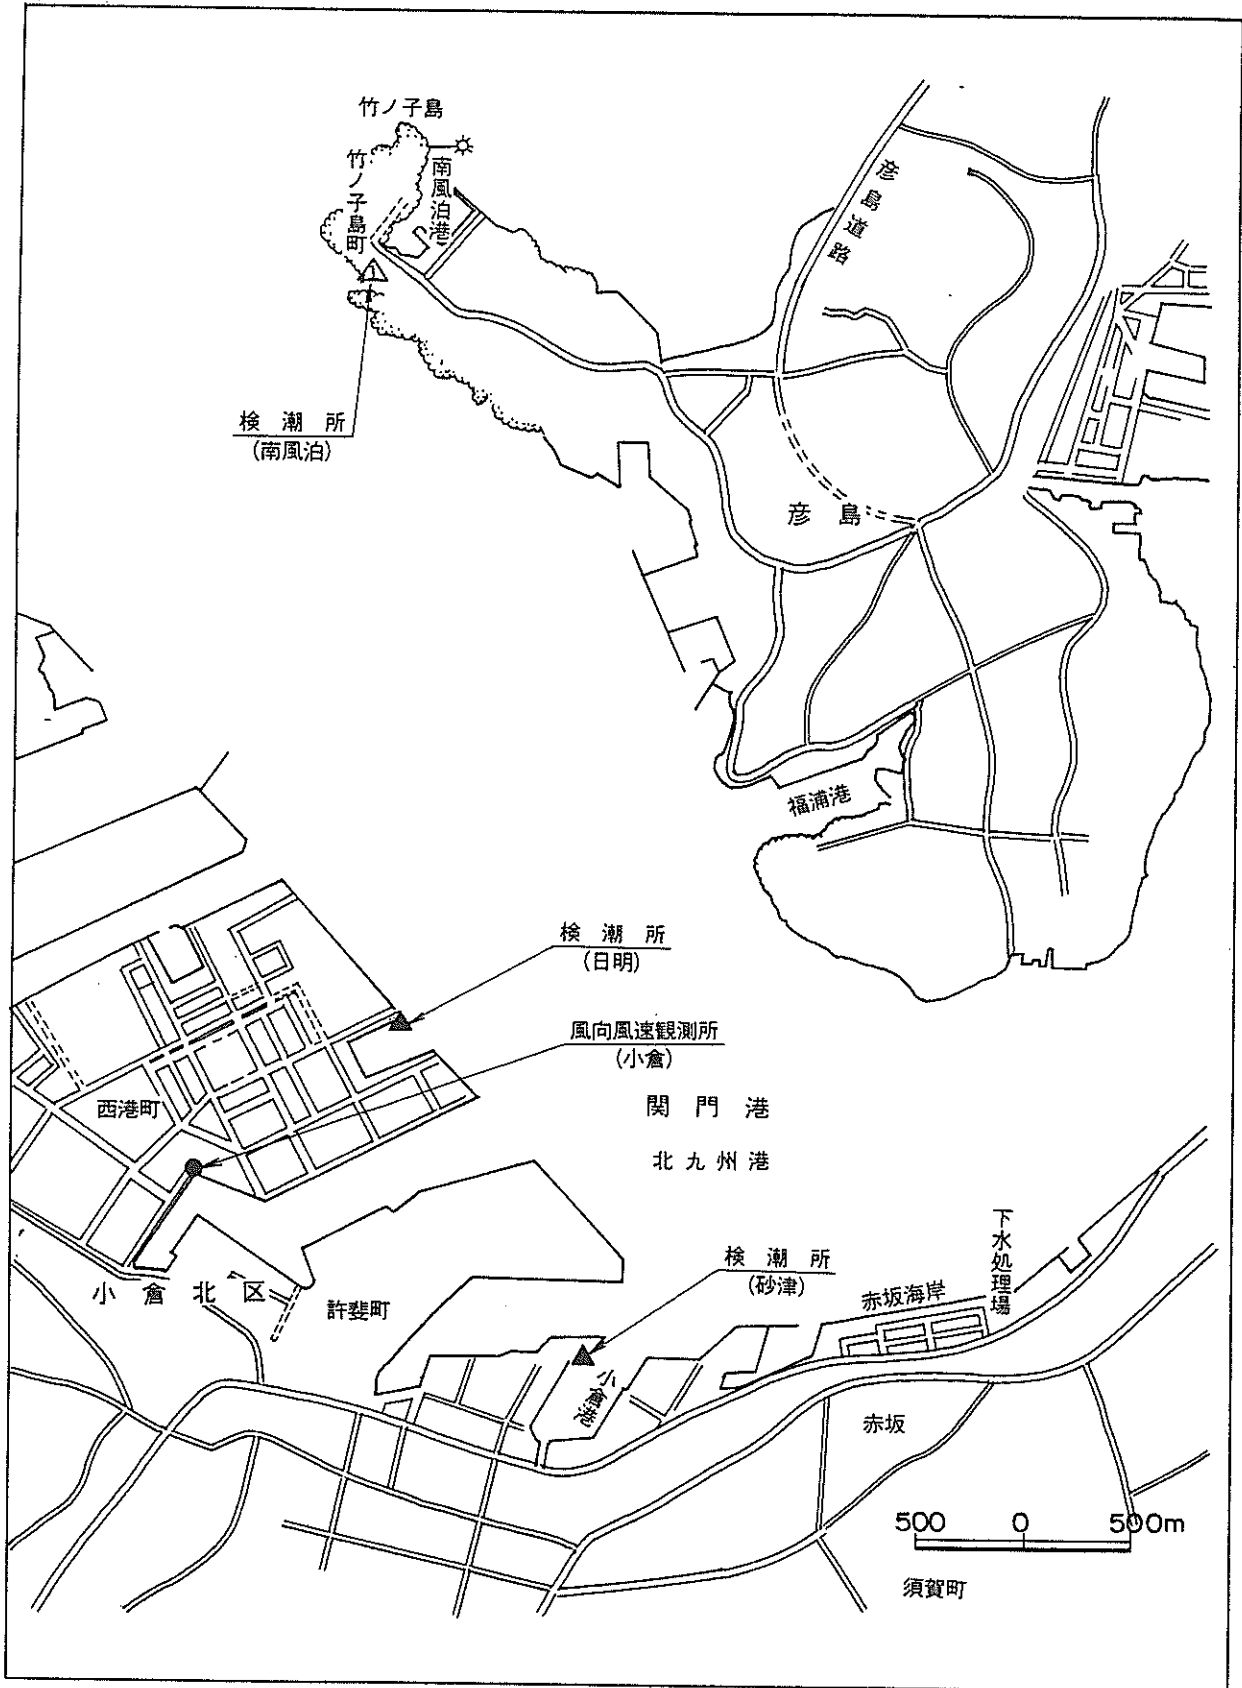 竹ノ子島
竹ノ子島町
南風泊港
彦島道路
検潮所
(南風泊)
彦島
福浦港
検潮所
(日明)
風向風速観測所
(小倉)
西港町
関門港
北九州港
下水処理場
検潮所
(砂津)
小倉北区
許斐町
赤坂海岸
小倉港
赤坂
500 0 500m
須賀町